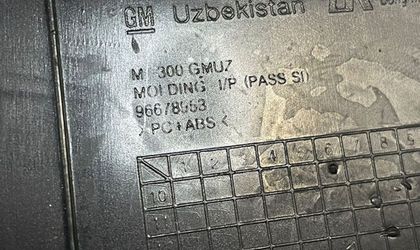 GM Uzbekistan
M 300 GMUZ
MOLDING I/P (PASS SI)
96678953
>PC+ABS<
1 2 3 4 5 6 7 8 9
10
11